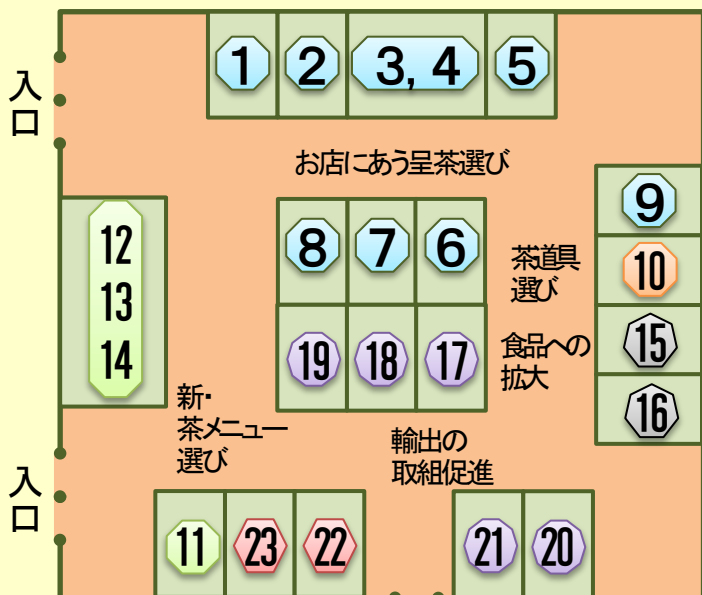 1 2 3, 4 5
入口
お店にあう呈茶選び
9
8 7 6
茶道具
選び
10
12
13
14
19 18 17
食品への
拡大
15
16
新・
茶メニュー
選び
輸出の
取組促進
入口
11 23 22 21 20